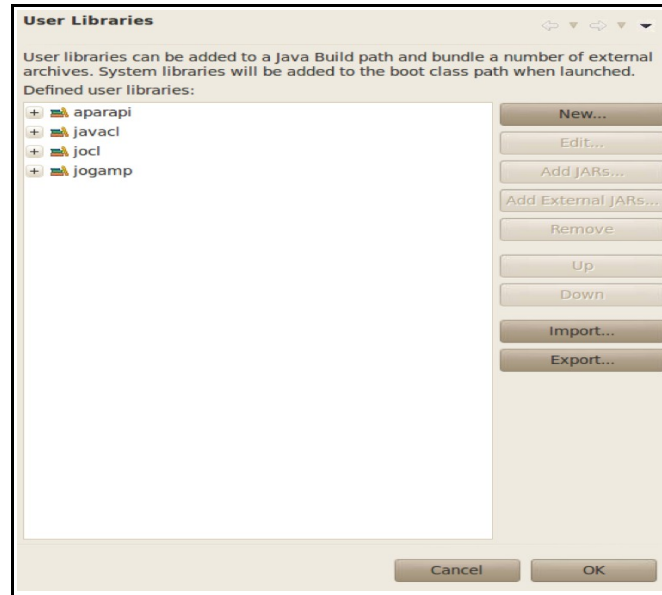 User Libraries
User libraries can be added to a Java Build path and bundle a number of external
archives. System libraries will be added to the boot class path when launched.
Defined user libraries:
aparapi
javacl
jocl
jogamp
New...
Edit...
Add JARs...
Add External JARs...
Remove
Up
Down
Import...
Export...
Cancel
OK